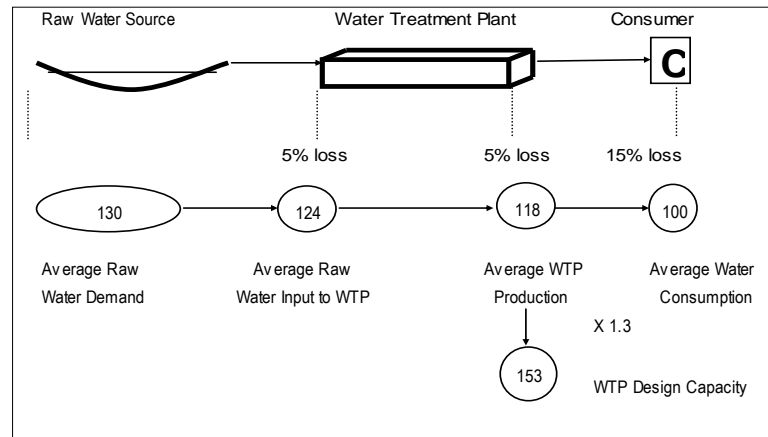 Raw Water Source
Water Treatment Plant
Consumer
C
5% loss
5% loss
15% loss
130
124
118
100
Average Raw
Water Demand
Average Raw
Water Input to WTP
Average WTP
Production
Average Water
Consumption
X 1.3
153
WTP Design Capacity